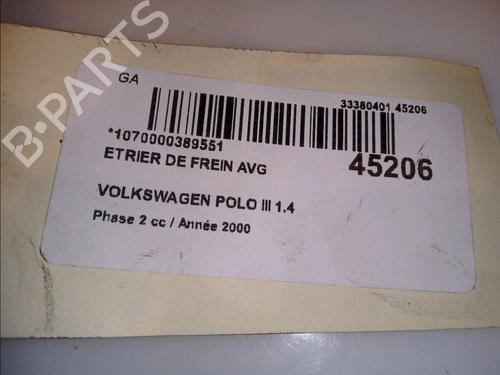 B-PARTS
GA
33380401 45206
*1070000389551
45206
ETRIER DE FREIN AVG
VOLKSWAGEN POLO III 1.4
Phase 2 cc / Année 2000